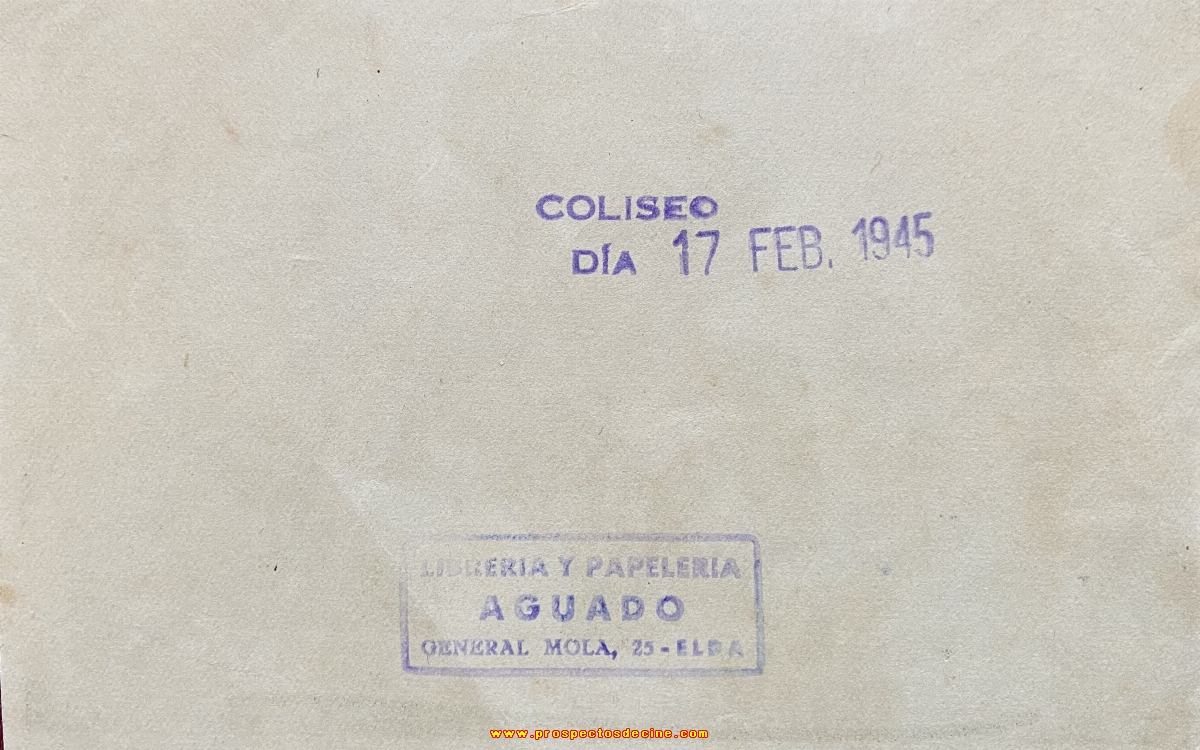 COLISEO
DÍA 17 FEB. 1945
LIBRERIA Y PAPELERIA
AGUADO
GENERAL MOLA, 25 - ELDA
www.prospectosdecine.com